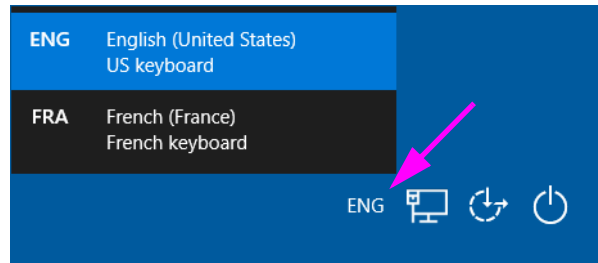 ENG English (United States)
US keyboard
FRA French (France)
French keyboard
ENG